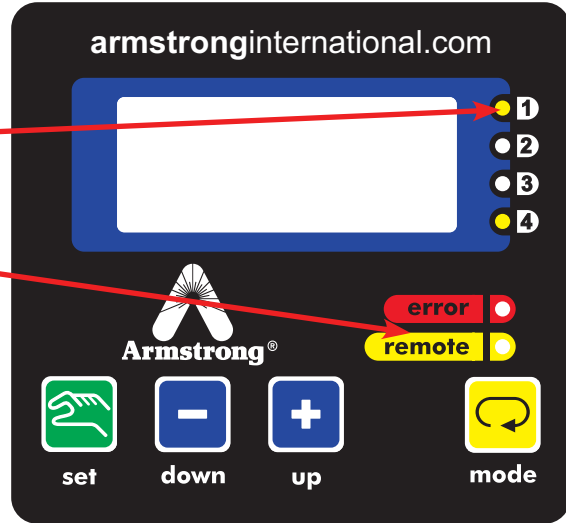 armstronginternational.com
1
2
3
4
error
Armstrong®
remote
set down up mode